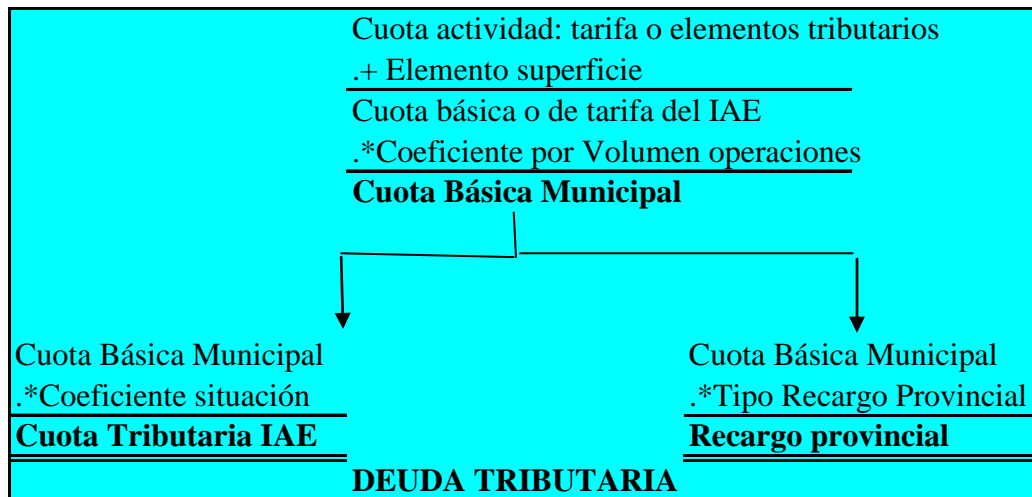 Cuota actividad: tarifa o elementos tributarios
.+ Elemento superficie
Cuota básica o de tarifa del IAE
.*Coeficiente por Volumen operaciones
Cuota Básica Municipal
Cuota Básica Municipal
.*Coeficiente situación
Cuota Tributaria IAE
Cuota Básica Municipal
.*Tipo Recargo Provincial
Recargo provincial
DEUDA TRIBUTARIA